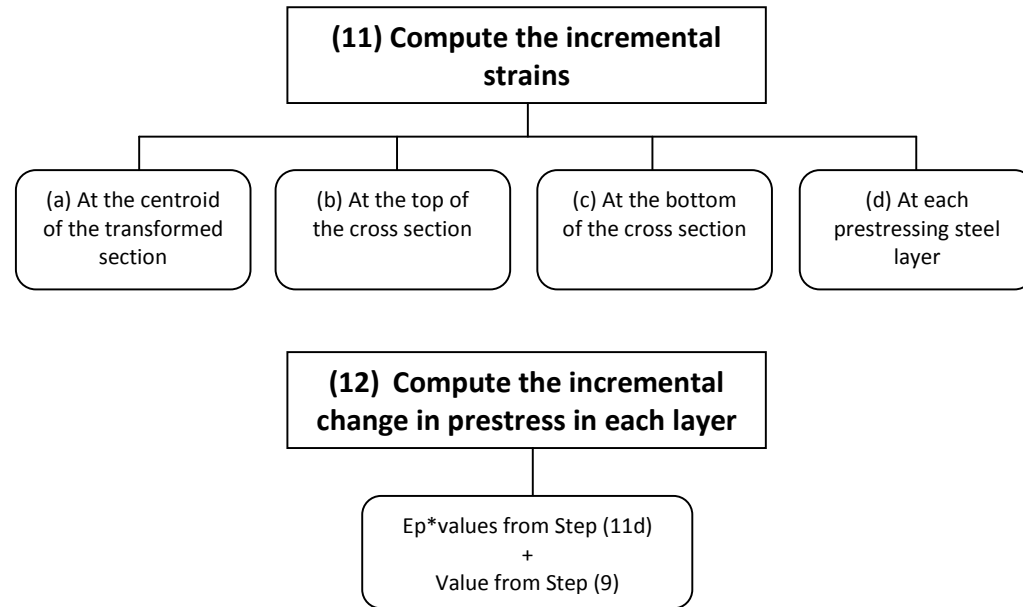 (11) Compute the incremental
strains
(a) At the centroid
of the transformed
section
(b) At the top of
the cross section
(c) At the bottom
of the cross section
(d) At each
prestressing steel
layer
(12) Compute the incremental
change in prestress in each layer
Ep*values from Step (11d)
+
Value from Step (9)